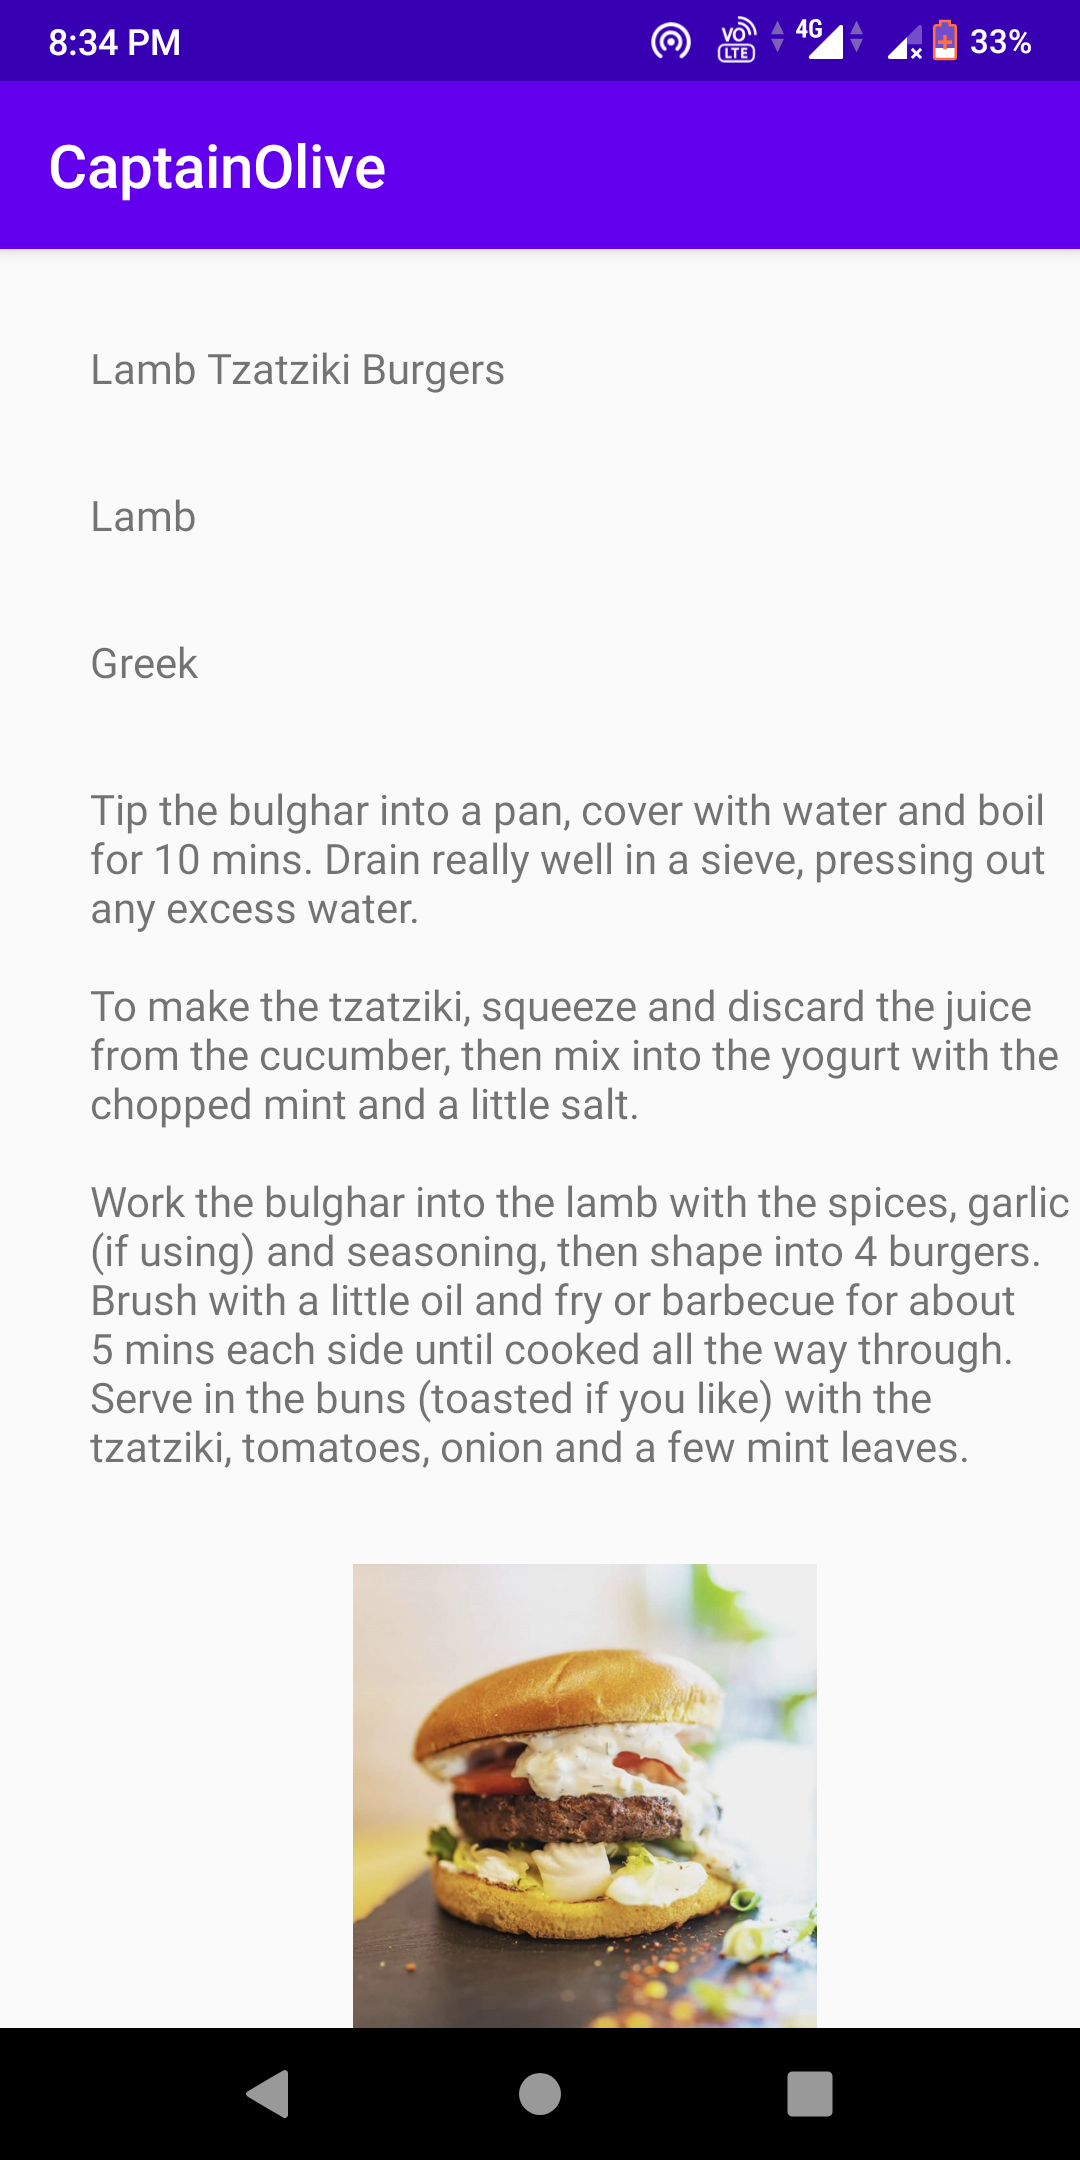 8:34 PM
VO
LTE
4G
33%
CaptainOlive
Lamb Tzatziki Burgers
Lamb
Greek
Tip the bulghar into a pan, cover with water and boil
for 10 mins. Drain really well in a sieve, pressing out
any excess water.
To make the tzatziki, squeeze and discard the juice
from the cucumber, then mix into the yogurt with the
chopped mint and a little salt.
Work the bulghar into the lamb with the spices, garlic
(if using) and seasoning, then shape into 4 burgers.
Brush with a little oil and fry or barbecue for about
5 mins each side until cooked all the way through.
Serve in the buns (toasted if you like) with the
tzatziki, tomatoes, onion and a few mint leaves.